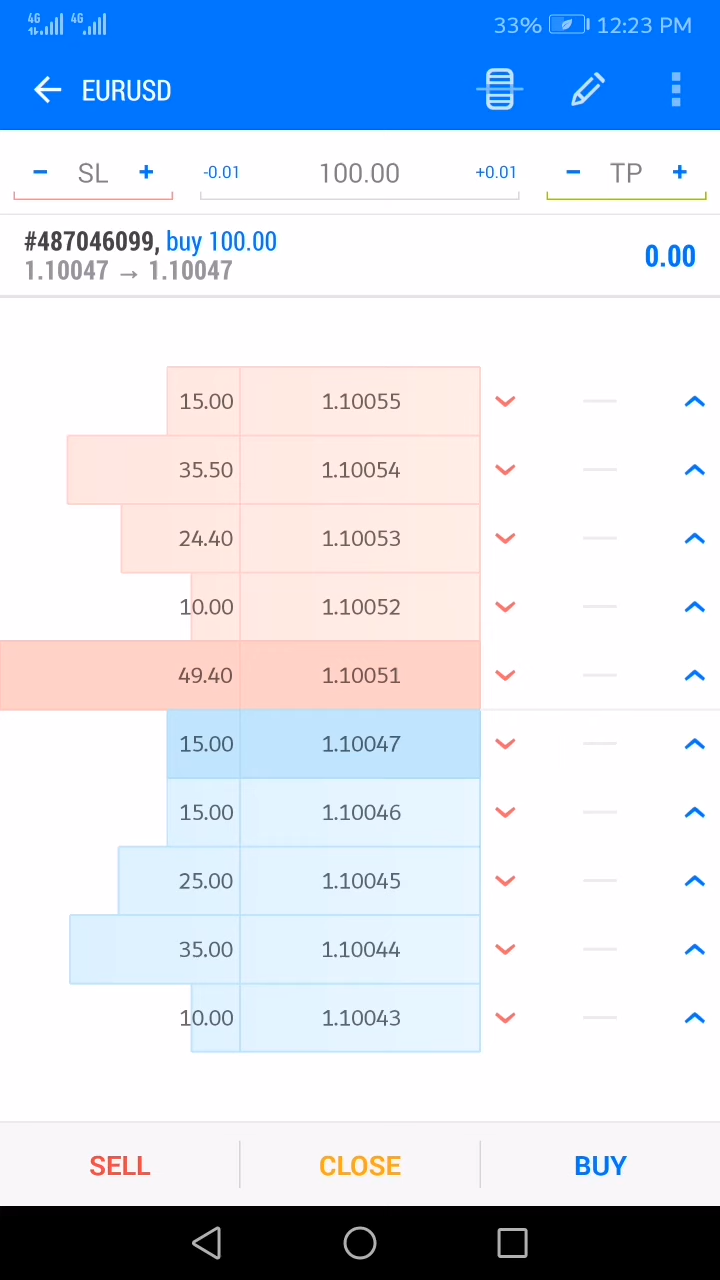 4G 4G 33% 12:23 PM
EURUSD
- SL + -0.01 100.00 +0.01 - TP +
#487046099, buy 100.00
1.10047 → 1.10047 0.00
15.00 1.10055
35.50 1.10054
24.40 1.10053
10.00 1.10052
49.40 1.10051
15.00 1.10047
15.00 1.10046
25.00 1.10045
35.00 1.10044
10.00 1.10043
SELL CLOSE BUY